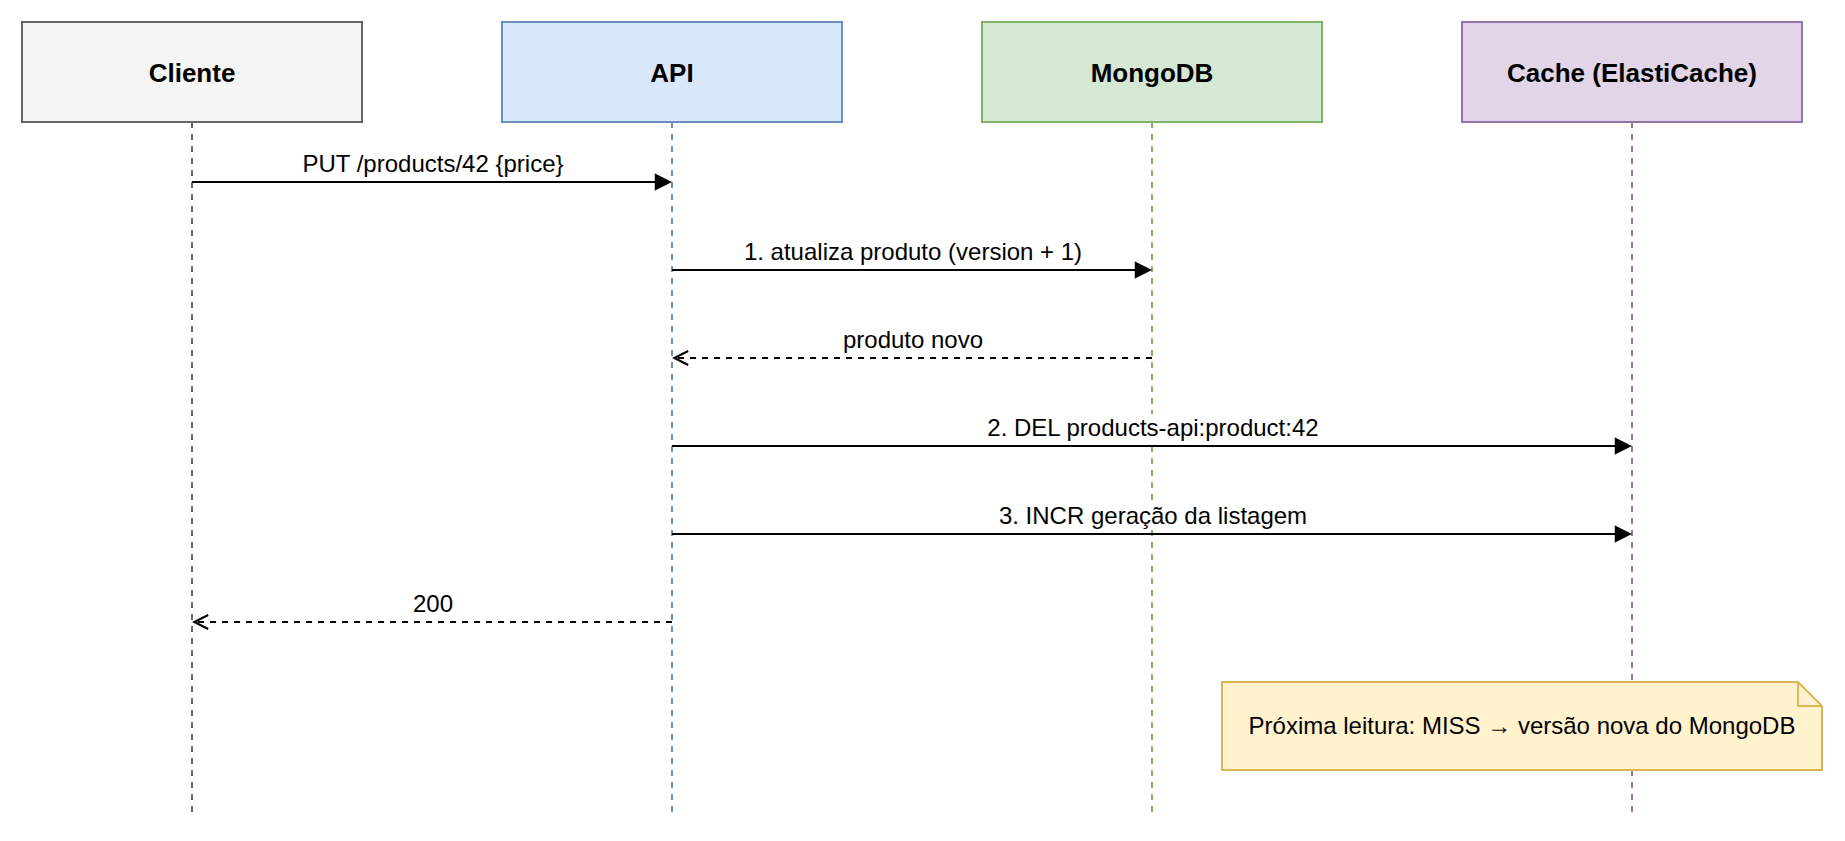 Cliente
API
MongoDB
Cache (ElastiCache)
PUT /products/42 {price}
1. atualiza produto (version + 1)
produto novo
2. DEL products-api:product:42
3. INCR geração da listagem
200
Próxima leitura: MISS → versão nova do MongoDB